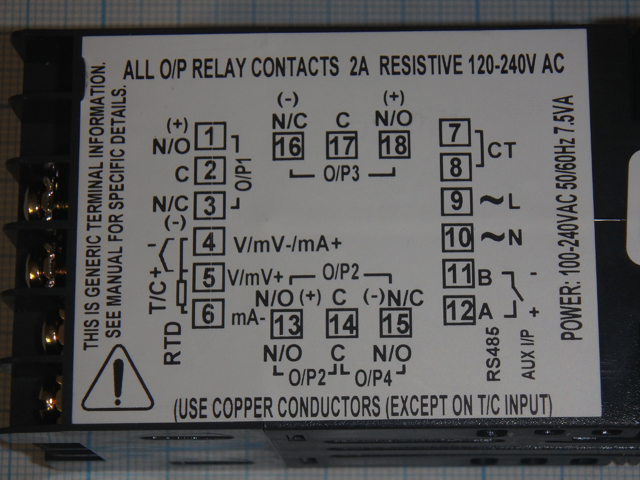 ALL O/P RELAY CONTACTS 2A RESISTIVE 120-240V AC
THIS IS GENERIC TERMINAL INFORMATION.
SEE MANUAL FOR SPECIFIC DETAILS.
(+)
N/O 1
C 2
N/C 3
(-)
O/P1
(-) (+)
N/C C N/O
16 17 18
O/P3
7
8
CT
9 ~ L
10 ~ N
11 B -
12 A +
RS485
AUX I/P
- 4 V/mV-/mA+
T/C+
5 V/mV+
6 mA-
RTD
O/P2
N/O (+) C (-) N/C
13 14 15
N/O C N/O
O/P2 O/P4
POWER: 100-240VAC 50/60Hz 7.5VA
!
(USE COPPER CONDUCTORS (EXCEPT ON T/C INPUT)